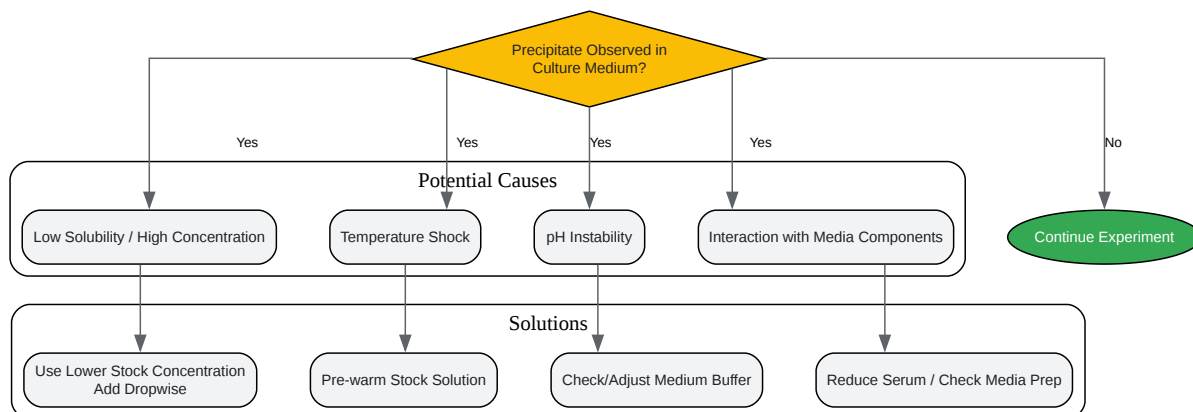 Precipitate Observed in
Culture Medium?
Yes
Yes
Yes
Yes
No
Potential Causes
Low Solubility / High Concentration
Temperature Shock
pH Instability
Interaction with Media Components
Continue Experiment
Solutions
Use Lower Stock Concentration
Add Dropwise
Pre-warm Stock Solution
Check/Adjust Medium Buffer
Reduce Serum / Check Media Prep